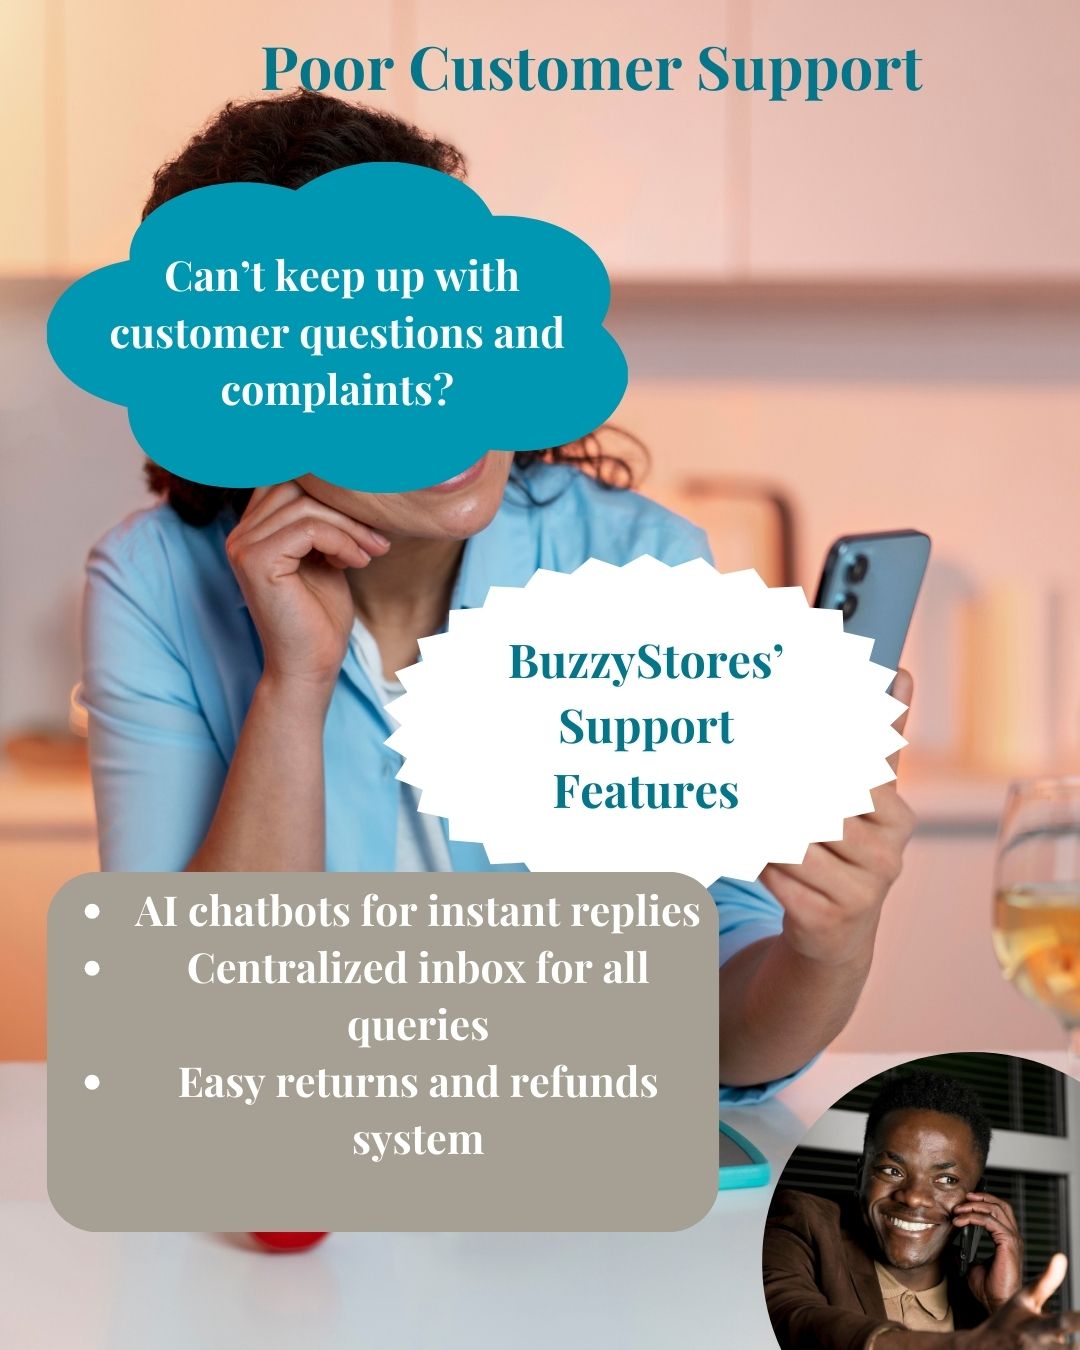 Poor Customer Support
Can’t keep up with
customer questions and
complaints?
BuzzyStores’
Support
Features
• AI chatbots for instant replies
• Centralized inbox for all
queries
• Easy returns and refunds
system